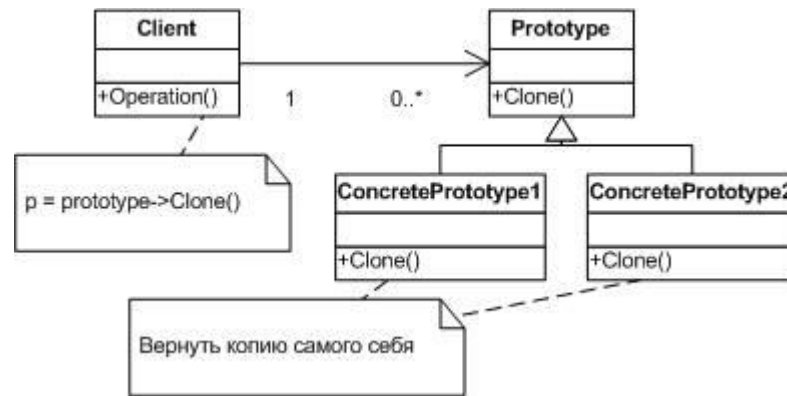 Client
+Operation()
1
0..*
Prototype
+Clone()
p = prototype->Clone()
ConcretePrototype1
+Clone()
ConcretePrototype2
+Clone()
Вернуть копию самого себя